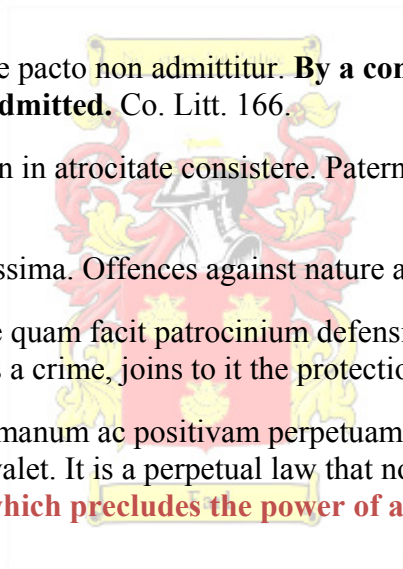 e pacto non admittitur. By a con
dmitted. Co. Litt. 166.
n in atrocitate consistere. Patern
ssima. Offences against nature a
e quam facit patrocinium defensi
s a crime, joins to it the protectio
manum ac positivam perpetuam
valet. It is a perpetual law that no
which precludes the power of a